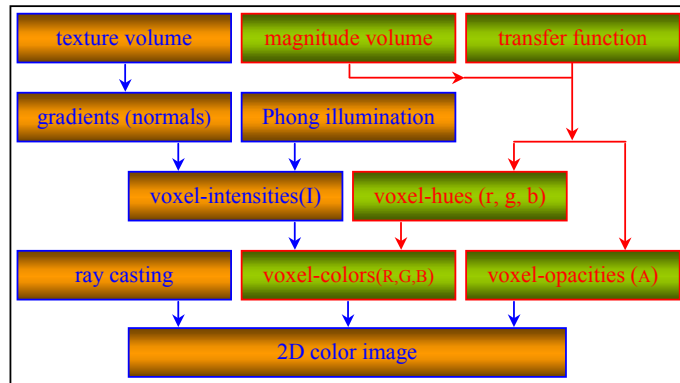 texture volume
magnitude volume
transfer function
gradients (normals)
Phong illumination
voxel-intensities(I)
voxel-hues (r, g, b)
ray casting
voxel-colors(R,G,B)
voxel-opacities (A)
2D color image